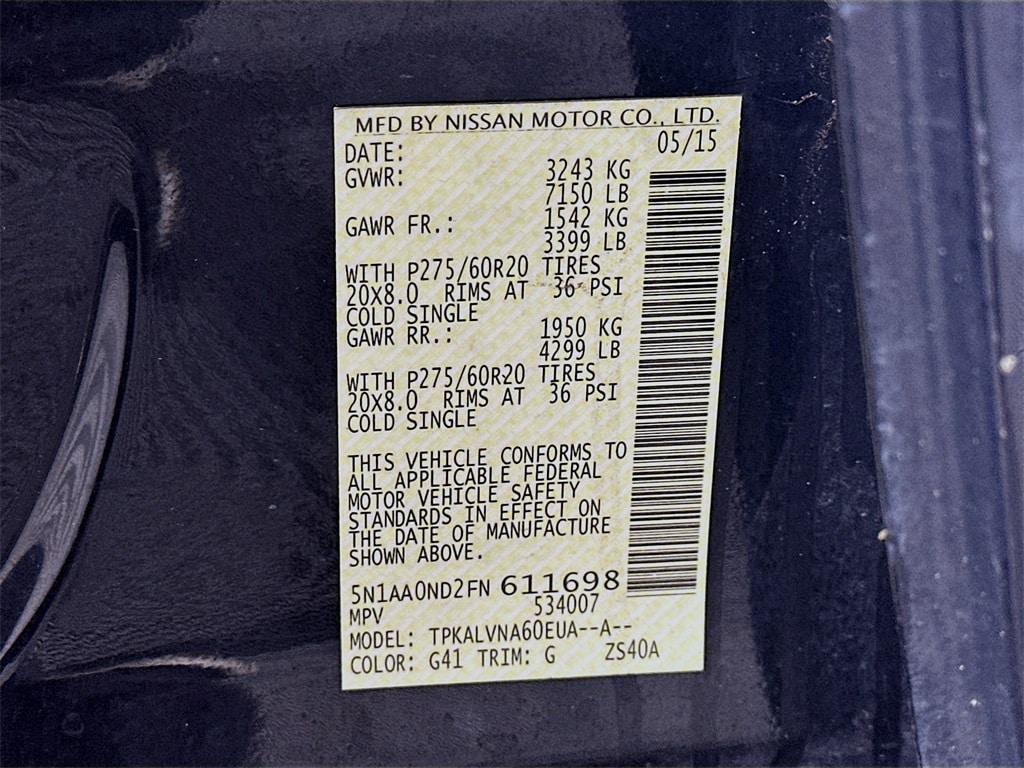 MFD BY NISSAN MOTOR CO., LTD.
DATE: 05/15
GVWR: 3243 KG
7150 LB
GAWR FR.: 1542 KG
3399 LB
WITH P275/60R20 TIRES
20X8.0 RIMS AT 36 PSI
COLD SINGLE
GAWR RR.: 1950 KG
4299 LB
WITH P275/60R20 TIRES
20X8.0 RIMS AT 36 PSI
COLD SINGLE
THIS VEHICLE CONFORMS TO
ALL APPLICABLE FEDERAL
MOTOR VEHICLE SAFETY
STANDARDS IN EFFECT ON
THE DATE OF MANUFACTURE
SHOWN ABOVE.
5N1AA0ND2FN 611698
MPV 534007
MODEL: TPKALVNA60EUA--A--
COLOR: G41 TRIM: G ZS40A